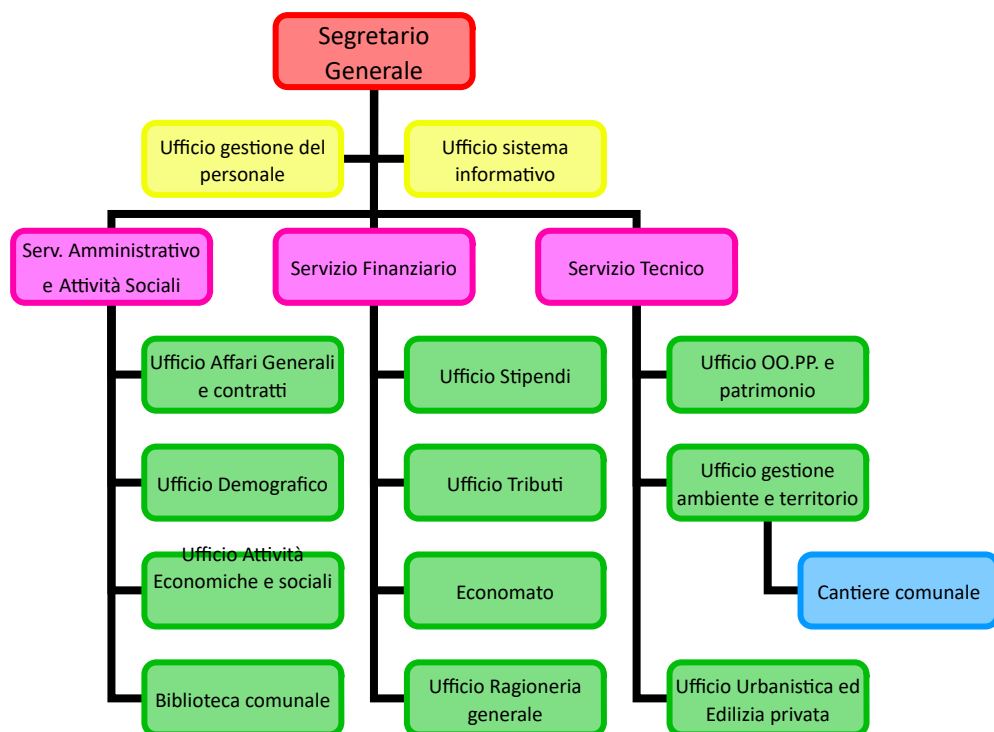 Segretario
Generale
Ufficio gestione del
personale
Ufficio sistema
informativo
Serv. Amministrativo
e Attività Sociali
Servizio Finanziario
Servizio Tecnico
Ufficio Affari Generali
e contratti
Ufficio Stipendi
Ufficio OO.PP. e
patrimonio
Ufficio Demografico
Ufficio Tributi
Ufficio gestione
ambiente e territorio
Ufficio Attività
Economiche e sociali
Economato
Cantiere comunale
Biblioteca comunale
Ufficio Ragioneria
generale
Ufficio Urbanistica ed
Edilizia privata